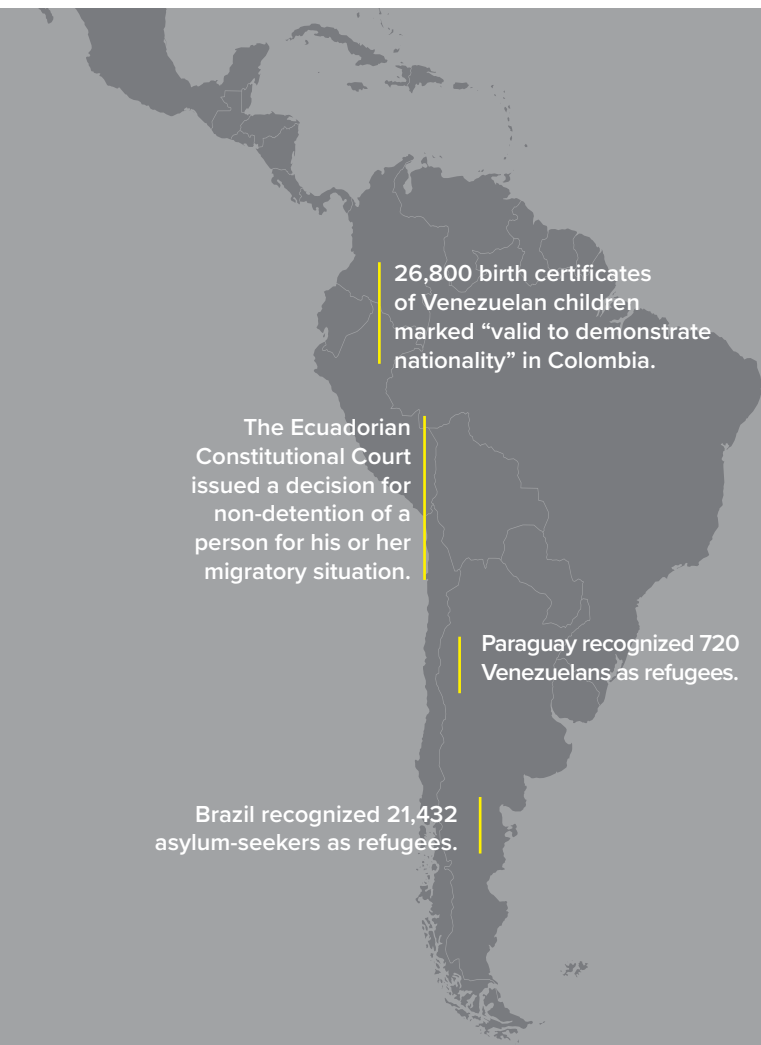 26,800 birth certificates
of Venezuelan children
marked “valid to demonstrate
nationality” in Colombia.
The Ecuadorian
Constitutional Court
issued a decision for
non-detention of a
person for his or her
migratory situation.
Paraguay recognized 720
Venezuelans as refugees.
Brazil recognized 21,432
asylum-seekers as refugees.